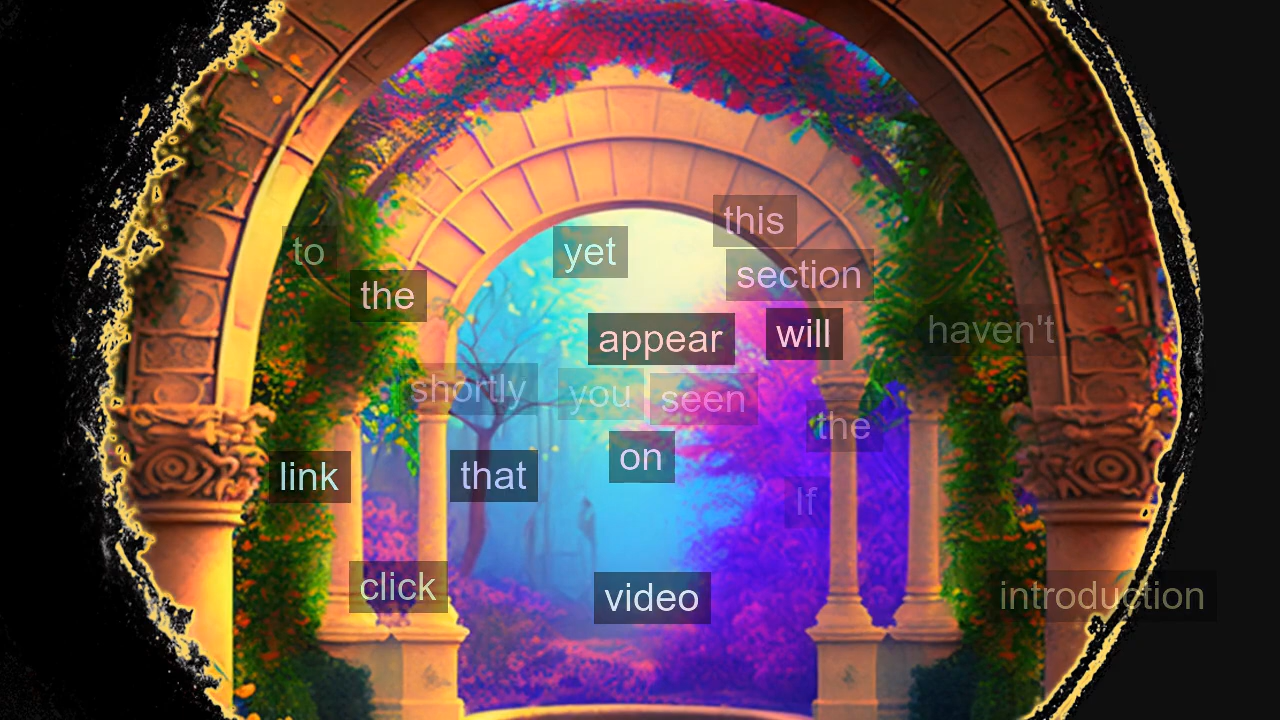 this
to yet
section
the
appear will haven't
shortly you seen
the
on
link that
If
click video introduction